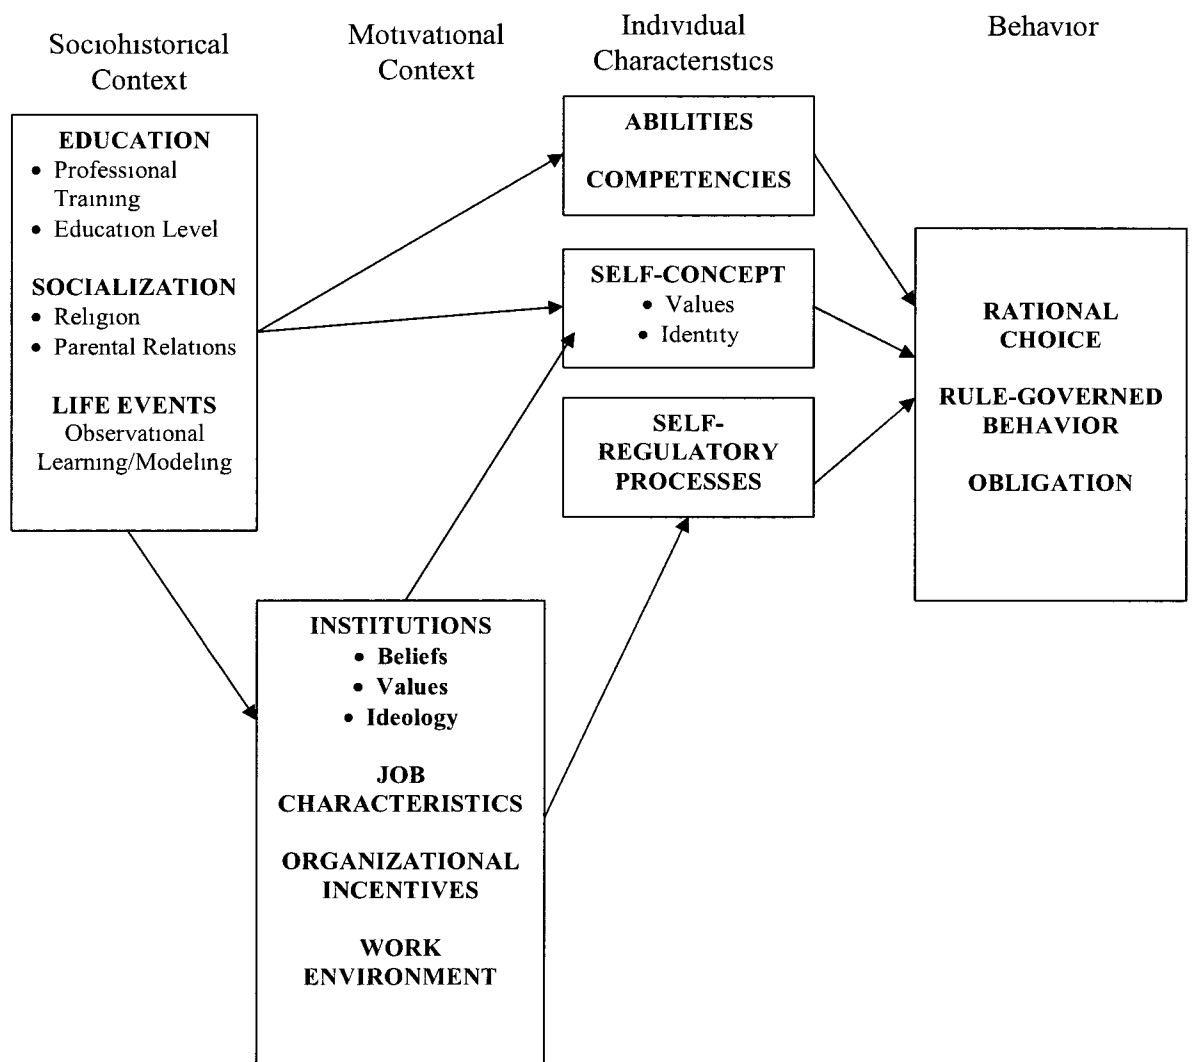 Sociohistorical
Context
Motivational
Context
Individual
Characteristics
Behavior
EDUCATION
• Professional
Training
• Education Level
SOCIALIZATION
• Religion
• Parental Relations
LIFE EVENTS
Observational
Learning/Modeling
INSTITUTIONS
• Beliefs
• Values
• Ideology
JOB
CHARACTERISTICS
ORGANIZATIONAL
INCENTIVES
WORK
ENVIRONMENT
ABILITIES
COMPETENCIES
SELF-CONCEPT
• Values
• Identity
SELF-
REGULATORY
PROCESSES
RATIONAL
CHOICE
RULE-GOVERNED
BEHAVIOR
OBLIGATION